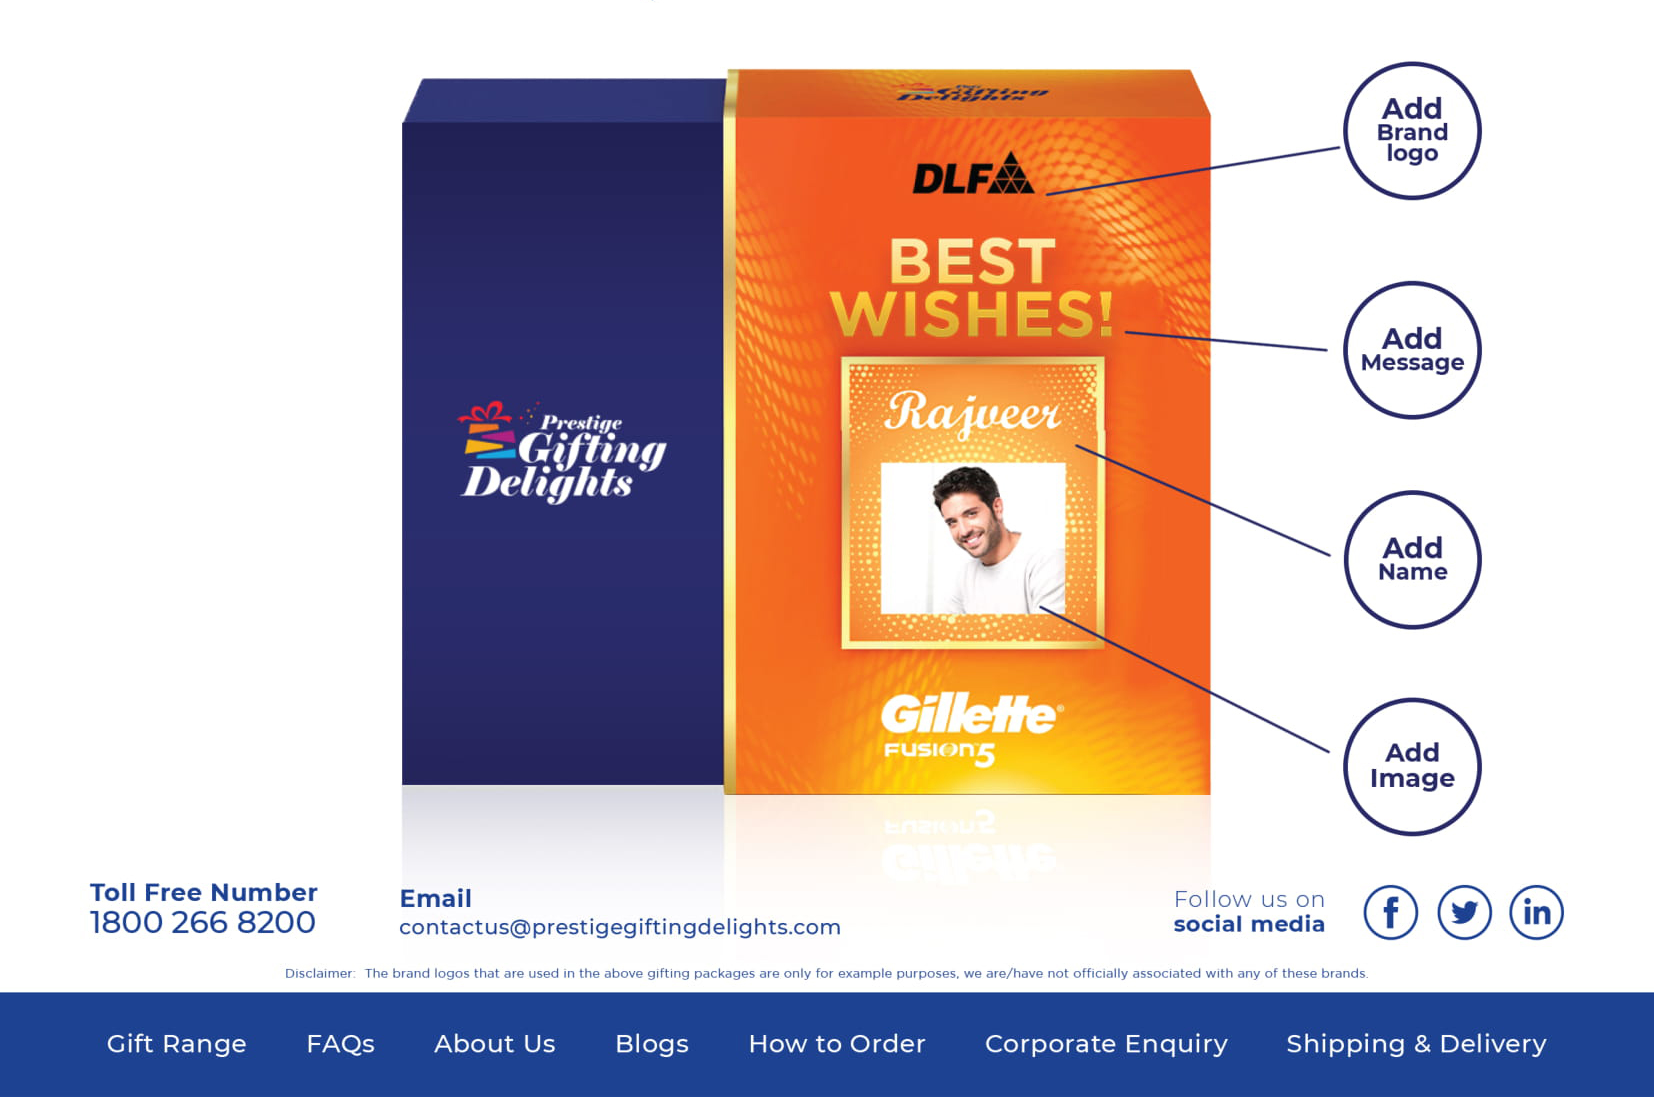 Prestige
Gifting
Delights
Gifting
Delights
DLF
BEST
WISHES!
Rajveer
Gillette®
FUSION5
Add
Brand
logo
Add
Message
Add
Name
Add
Image
Toll Free Number
1800 266 8200
Email
contactus@prestigegiftingdelights.com
Follow us on
social media
Disclaimer: The brand logos that are used in the above gifting packages are only for example purposes, we are/have not officially associated with any of these brands.
Gift Range FAQs About Us Blogs How to Order Corporate Enquiry Shipping & Delivery